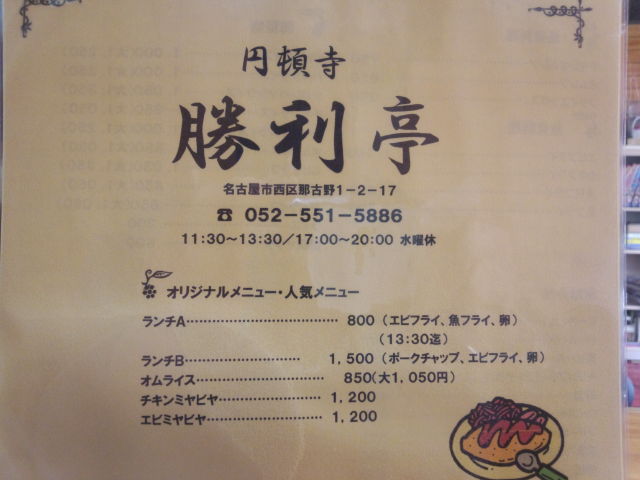 円頓寺
勝利亭
名古屋市西区那古野1-2-17
☎ 052-551-5886
11:30～13:30/17:00～20:00 水曜休
オリジナルメニュー・人気メニュー
ランチA‥‥‥‥‥‥‥‥‥‥‥‥ 800 (エビフライ、魚フライ、卵)
(13:30迄)
ランチB‥‥‥‥‥‥‥‥‥ 1,500 (ポークチャップ、エビフライ、卵)
オムライス‥‥‥‥‥‥‥‥‥‥ 850(大1,050円)
チキンミヤビヤ‥‥‥‥‥‥‥‥ 1,200
エビミヤビヤ‥‥‥‥‥‥‥‥‥ 1,200